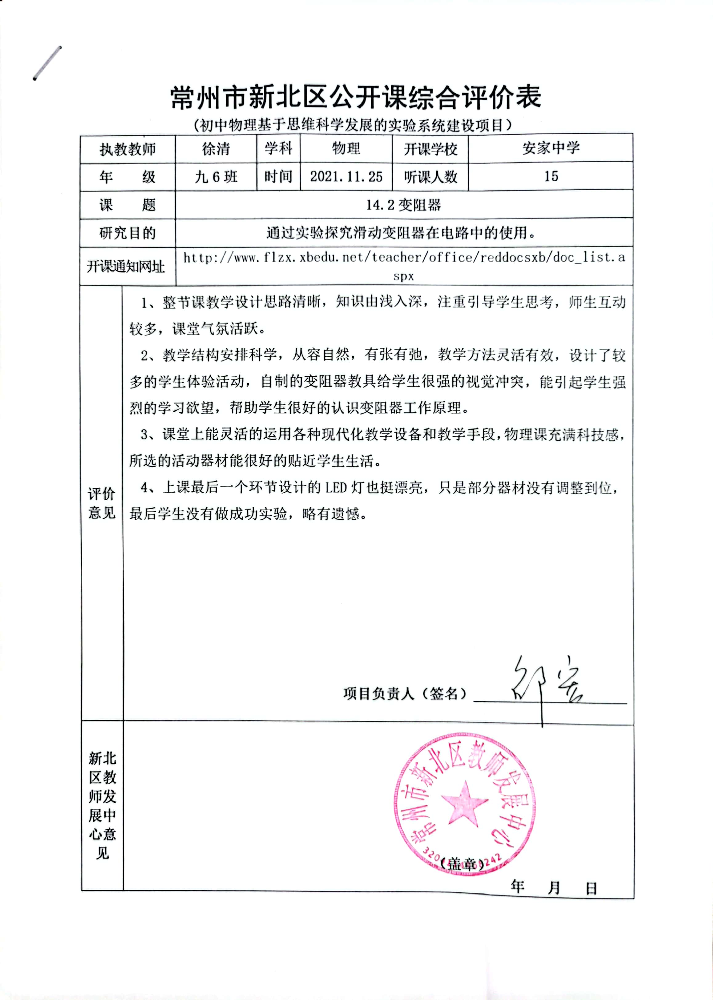 常州市新北区公开课综合评价表
(初中物理基于思维科学发展的实验系统建设项目)
执教教师 徐清 学科 物理 开课学校 安家中学
年 级 九 6 班 时间 2021.11.25 听课人数 15
课 题 14.2 变阻器
研究目的 通过实验探究滑动变阻器在电路中的使用。
开课通知网址 http://www.flzx.xbedu.net/teacher/office/reddocsxb/doc_list.a
spx
1、整节课教学设计思路清晰，知识由浅入深，注重引导学生思考，师生互动
较多，课堂气氛活跃。
2、教学结构安排科学，从容自然，有张有弛，教学方法灵活有效，设计了较
多的学生体验活动，自制的变阻器教具给学生很强的视觉冲突，能引起学生强
烈的学习欲望，帮助学生很好的认识变阻器工作原理。
3、课堂上能灵活的运用各种现代化教学设备和教学手段，物理课充满科技感，
所选的活动器材能很好的贴近学生生活。
评价
意见
4、上课最后一个环节设计的 LED 灯也挺漂亮，只是部分器材没有调整到位，
最后学生没有做成功实验，略有遗憾。
项目负责人（签名） 邵宏
新北
区教
师发
展中
心意
见
常州市新北区教师发展中心
（盖章）
年 月 日